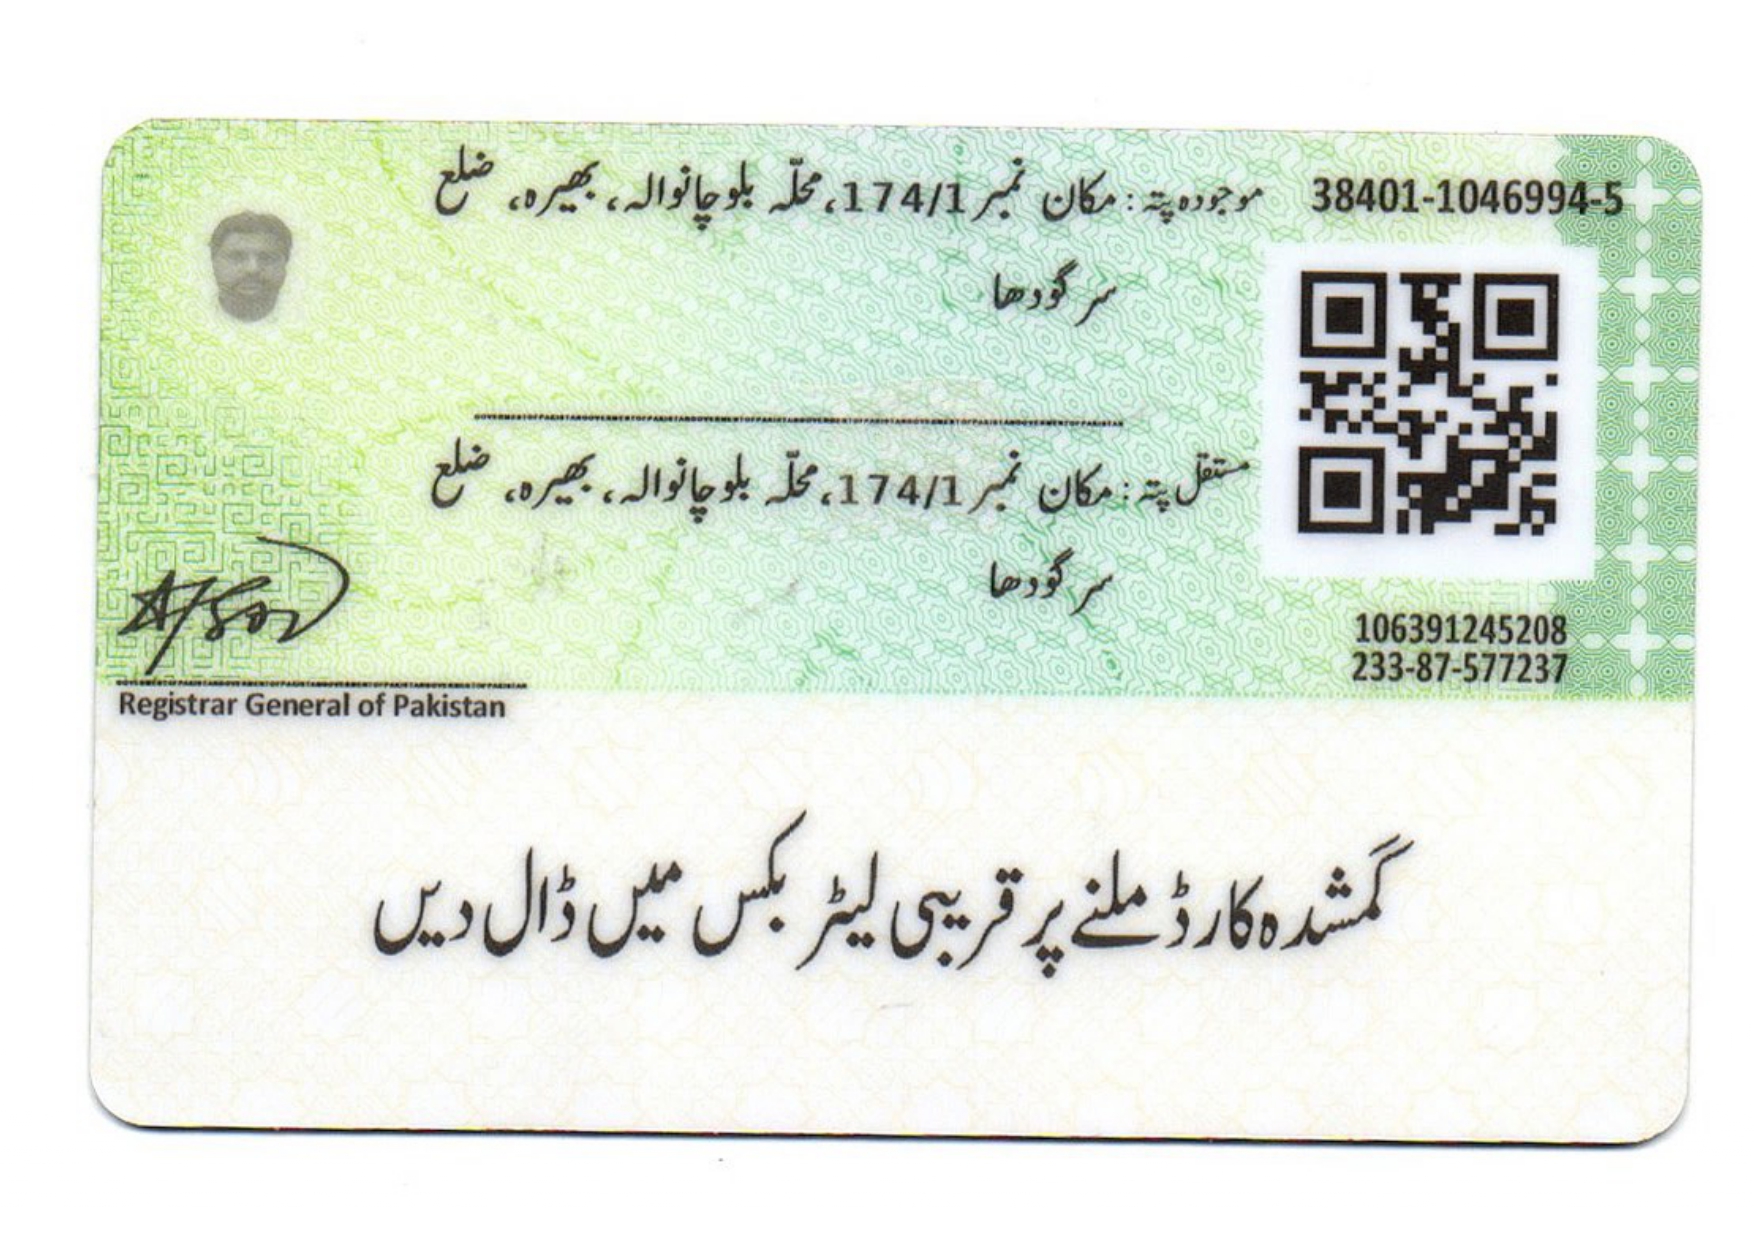 38401-1046994-5
موجودہ پتہ : مکان نمبر 174/1، محلّہ بلوچانوالہ، بھیرہ، ضلع
سرگودھا
مستقل پتہ : مکان نمبر 174/1، محلّہ بلوچانوالہ، بھیرہ، ضلع
سرگودھا
106391245208
233-87-577237
Registrar General of Pakistan
گمشدہ کارڈ ملنے پر قریبی لیٹر بکس میں ڈال دیں